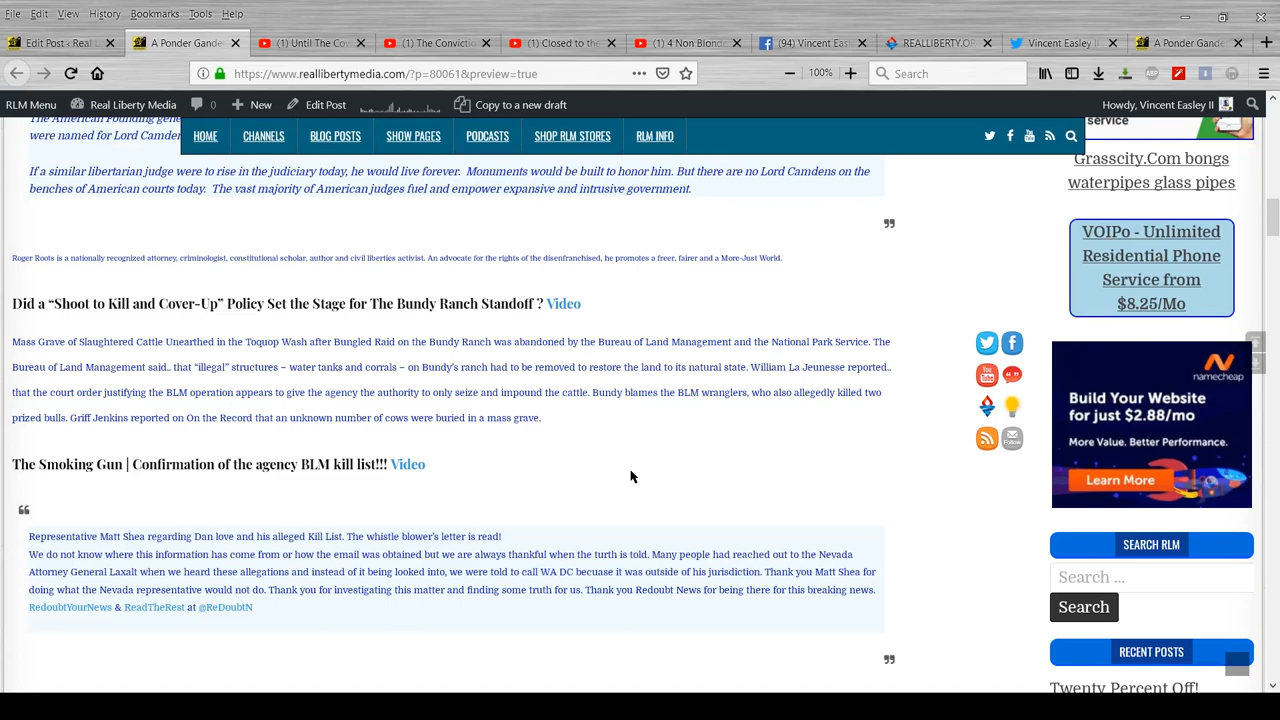 File Edit View History Bookmarks Tools Help
Edit Post ‹ Real L
A Ponder Gande
(1) Until The Co
(1) The Conviction
(1) Closed to the
(1) 4 Non Blonde
(94) Vincent Eas
REALLIBERTY.OR
Vincent Easley II
A Ponder Gande
https://www.reallibertymedia.com/?p=80061&preview=true
100%
Search
RLM Menu Real Liberty Media New Edit Post Copy to a new draft Howdy, Vincent Easley II
The American Founding gene
were named for Lord Camden
HOME CHANNELS BLOG POSTS SHOW PAGES PODCASTS SHOP RLM STORES RLM INFO
If a similar libertarian judge were to rise in the judiciary today, he would live forever. Monuments would be built to honor him. But there are no Lord Camdens on the
benches of American courts today. The vast majority of American judges fuel and empower expansive and intrusive government.
Roger Roots is a nationally recognized attorney, criminologist, constitutional scholar, author and civil liberties activist. An advocate for the rights of the disenfranchised, he promotes a freer, fairer and a More-Just World.
Did a “Shoot to Kill and Cover-Up” Policy Set the Stage for The Bundy Ranch Standoff ? Video
Mass Grave of Slaughtered Cattle Unearthed in the Toquop Wash after Bungled Raid on the Bundy Ranch was abandoned by the Bureau of Land Management and the National Park Service. The
Bureau of Land Management said.. that “illegal” structures – water tanks and corrals – on Bundy’s ranch had to be removed to restore the land to its natural state. William La Jeunesse reported..
that the court order justifying the BLM operation appears to give the agency the authority to only seize and impound the cattle. Bundy blames the BLM wranglers, who also allegedly killed two
prized bulls. Griff Jenkins reported on On the Record that an unknown number of cows were buried in a mass grave.
The Smoking Gun | Confirmation of the agency BLM kill list!!! Video
Representative Matt Shea regarding Dan love and his alleged Kill List. The whistle blower’s letter is read!
We do not know where this information has come from or how the email was obtained but we are always thankful when the turth is told. Many people had reached out to the Nevada
Attorney General Laxalt when we heard these allegations and instead of it being looked into, we were told to call WA DC becuase it was outside of his jurisdiction. Thank you Matt Shea for
doing what the Nevada representative would not do. Thank you for investigating this matter and finding some truth for us. Thank you Redoubt News for being there for this breaking news.
RedoubtYourNews & ReadTheRest at @ReDoubtN
service
Grasscity.Com bongs
waterpipes glass pipes
VOIPo - Unlimited
Residential Phone
Service from
$8.25/Mo
You
Tube
Follow
namecheap
Build Your Website
for just $2.88/mo
More Value. Better Performance.
Learn More
SEARCH RLM
Search ...
Search
RECENT POSTS
Twenty Percent Off!